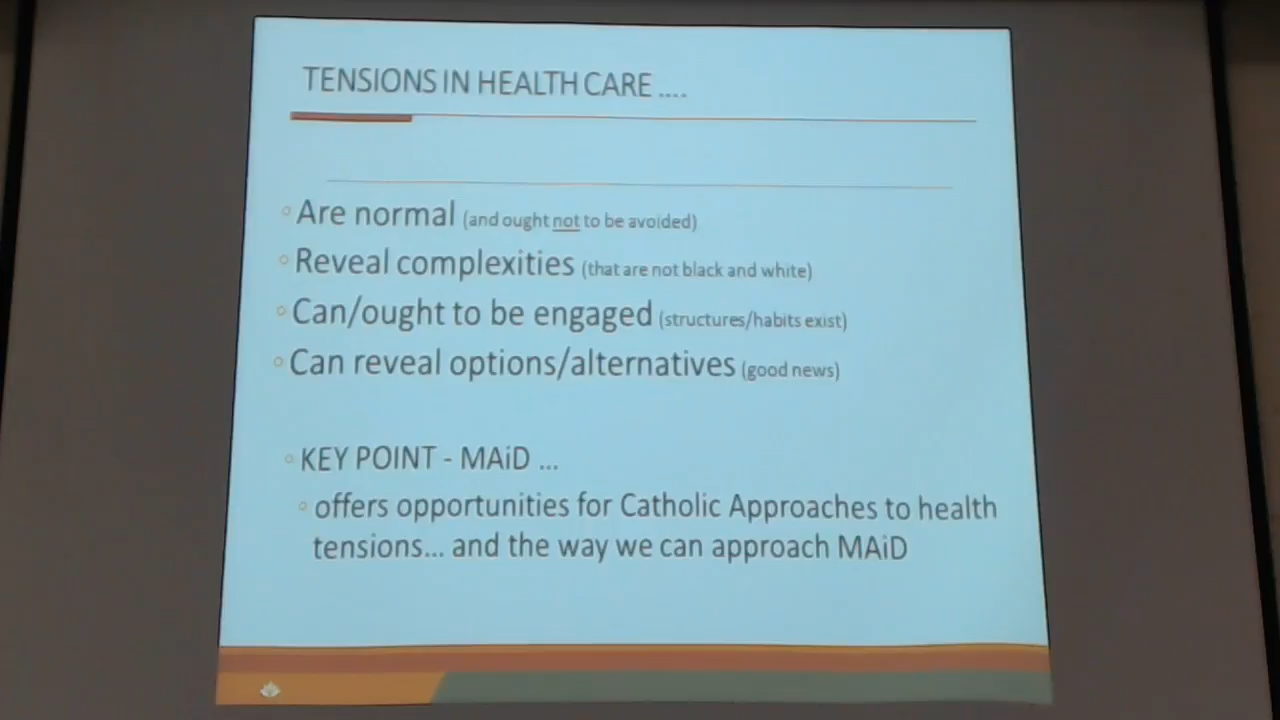 TENSIONS IN HEALTH CARE ....
Are normal (and ought not to be avoided)
Reveal complexities (that are not black and white)
Can/ought to be engaged (structures/habits exist)
Can reveal options/alternatives (good news)
KEY POINT - MAiD ...
offers opportunities for Catholic Approaches to health
tensions... and the way we can approach MAiD